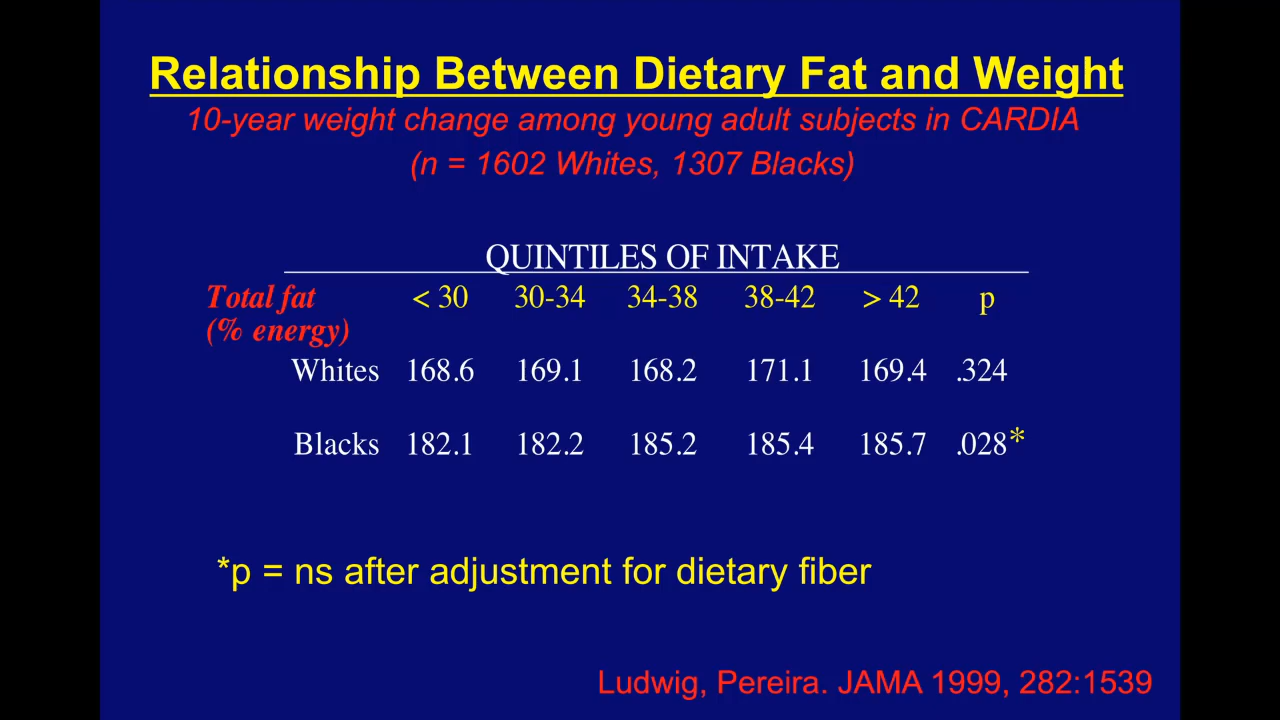 Relationship Between Dietary Fat and Weight
10-year weight change among young adult subjects in CARDIA
(n = 1602 Whites, 1307 Blacks)
QUINTILES OF INTAKE
Total fat < 30 30-34 34-38 38-42 > 42 p
(% energy)
Whites 168.6 169.1 168.2 171.1 169.4 .324
Blacks 182.1 182.2 185.2 185.4 185.7 .028*
*p = ns after adjustment for dietary fiber
Ludwig, Pereira. JAMA 1999, 282:1539